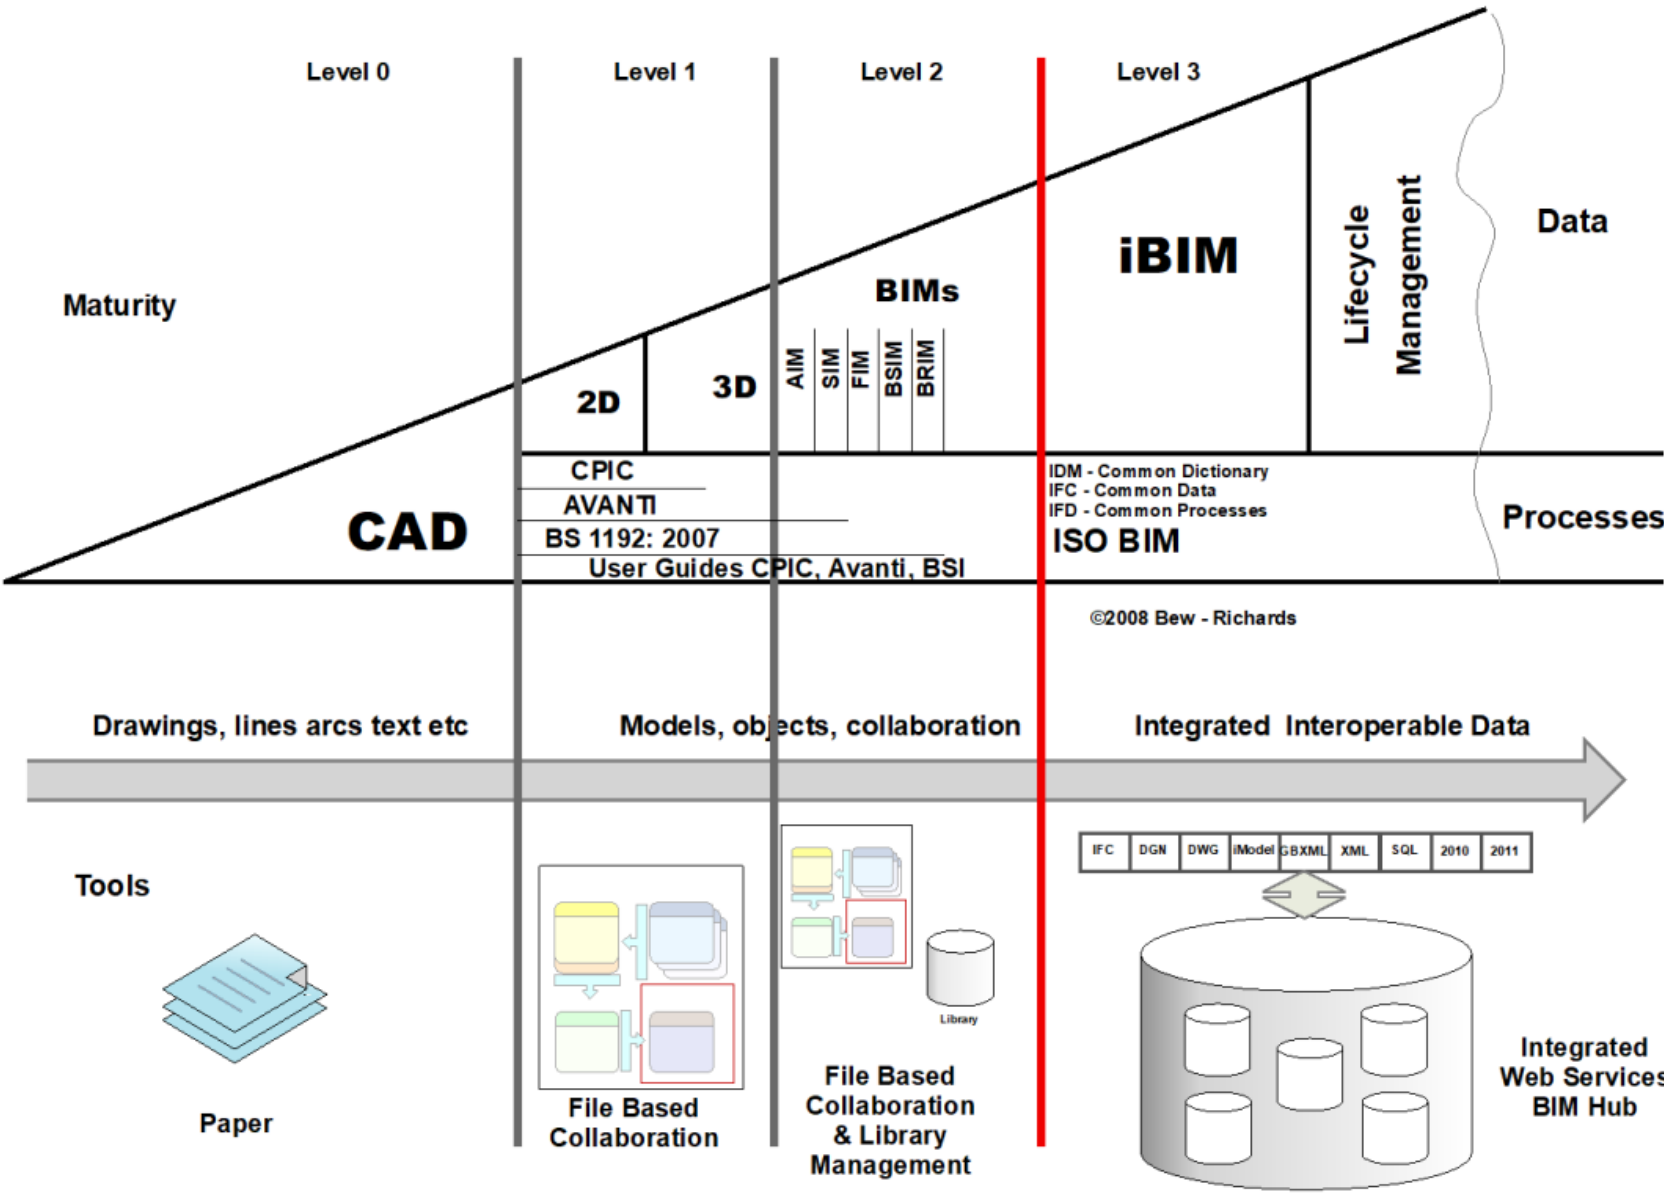 Level 0
Level 1
Level 2
Level 3
Maturity
Data
iBIM
Lifecycle
Management
BIMs
2D
3D
AIM
SIM
FIM
BSIM
BRIM
CAD
CPIC
AVANTI
BS 1192: 2007
User Guides CPIC, Avanti, BSI
IDM - Common Dictionary
IFC - Common Data
IFD - Common Processes
ISO BIM
Processes
©2008 Bew - Richards
Drawings, lines arcs text etc
Models, objects, collaboration
Integrated Interoperable Data
Tools
IFC DGN DWG iModel GBXML XML SQL 2010 2011
Paper
File Based
Collaboration
Library
File Based
Collaboration
& Library
Management
Integrated
Web Services
BIM Hub